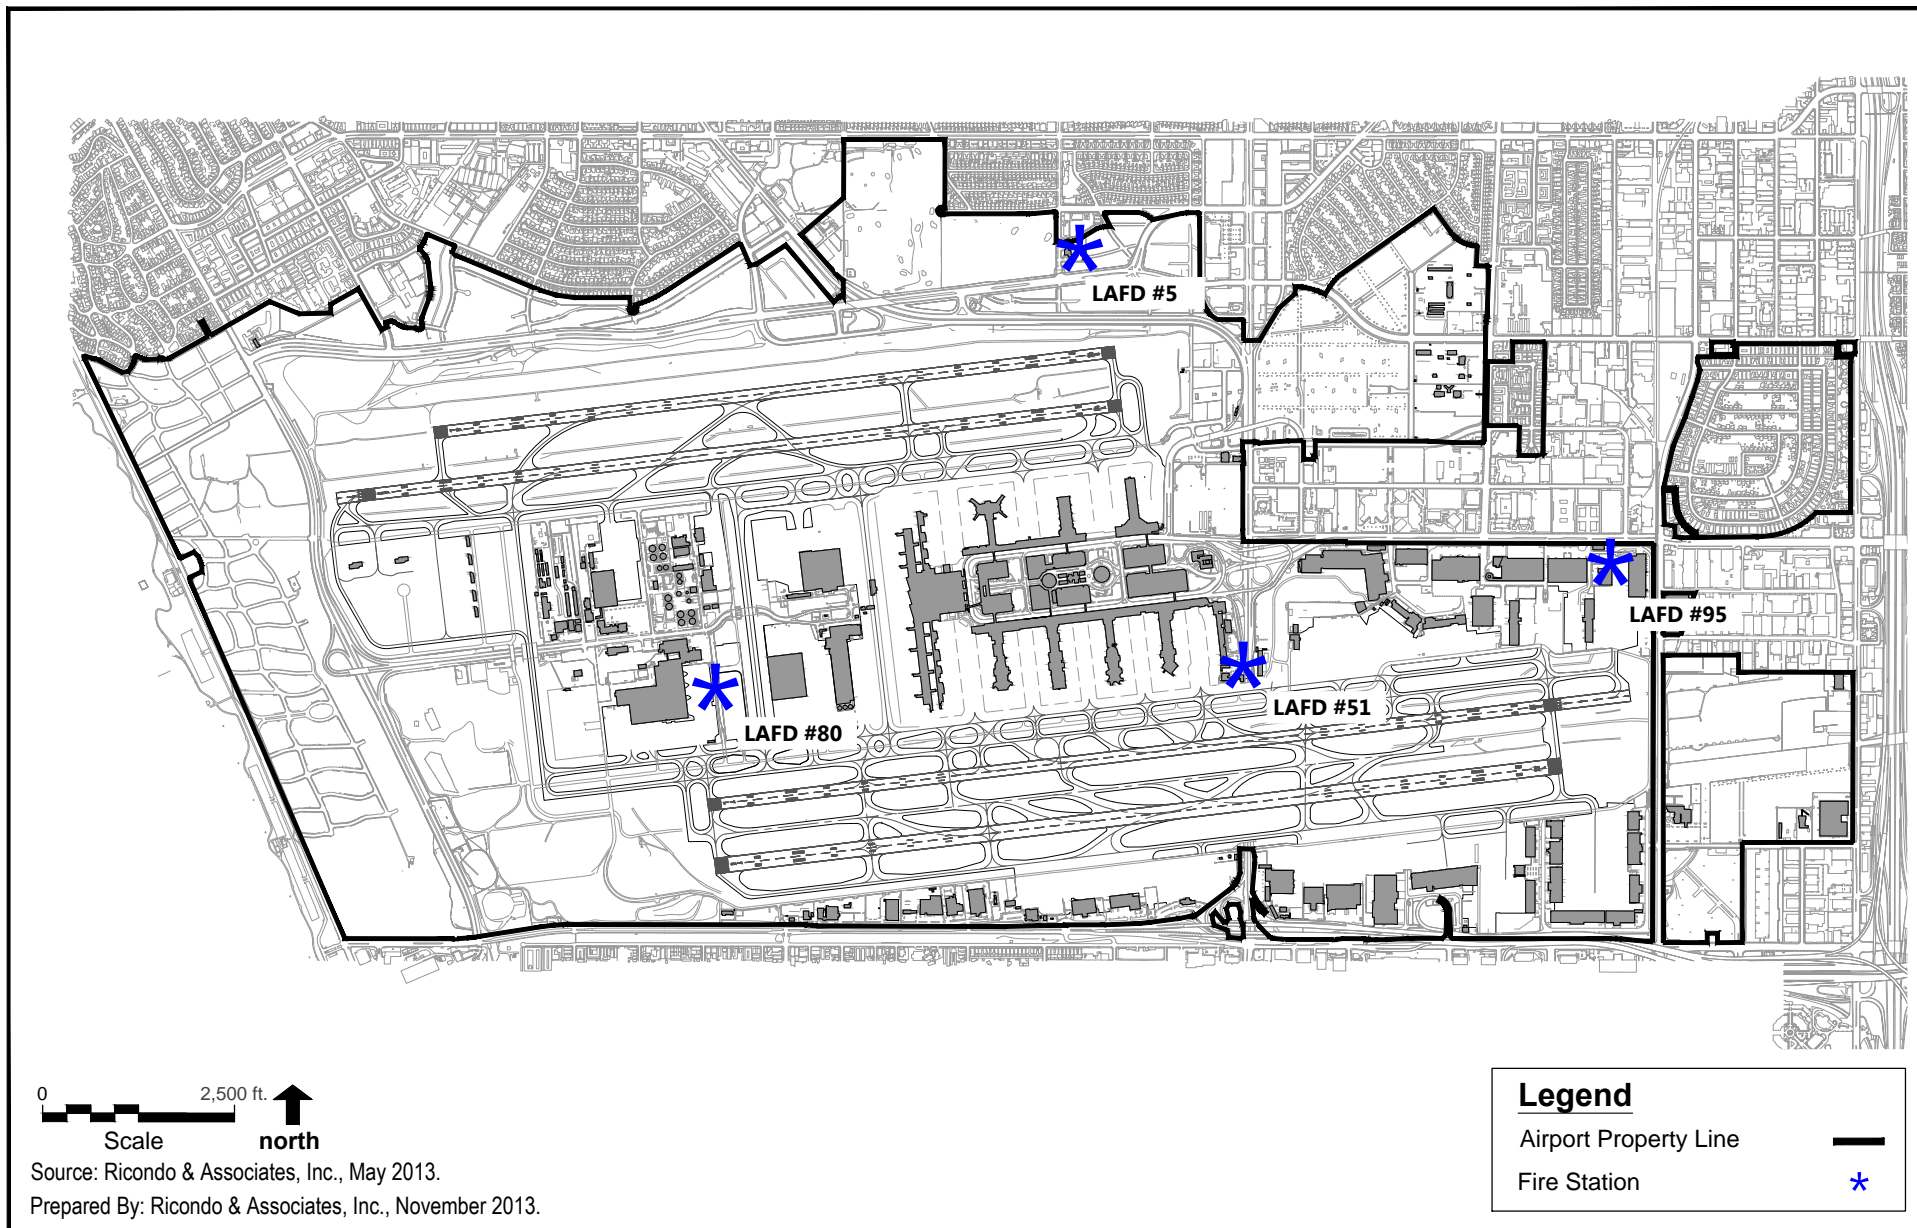 LAFD #5
LAFD #95
LAFD #51
LAFD #80
0 2,500 ft.
Scale
north
Source: Ricondo & Associates, Inc., May 2013.
Prepared By: Ricondo & Associates, Inc., November 2013.
Legend
Airport Property Line
Fire Station